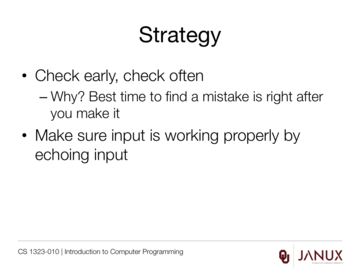 Strategy
• Check early, check often
– Why? Best time to find a mistake is right after
you make it
• Make sure input is working properly by
echoing input
CS 1323-010 | Introduction to Computer Programming
JANUX